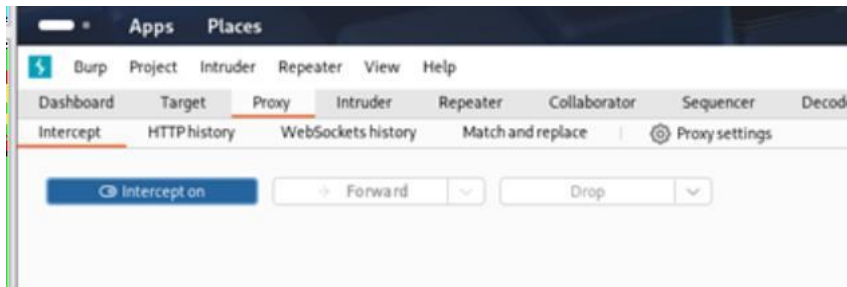 Apps Places
Burp Project Intruder Repeater View Help
Dashboard Target Proxy Intruder Repeater Collaborator Sequencer Decod
Intercept HTTP history WebSockets history Match and replace Proxy settings
Intercept on Forward Drop